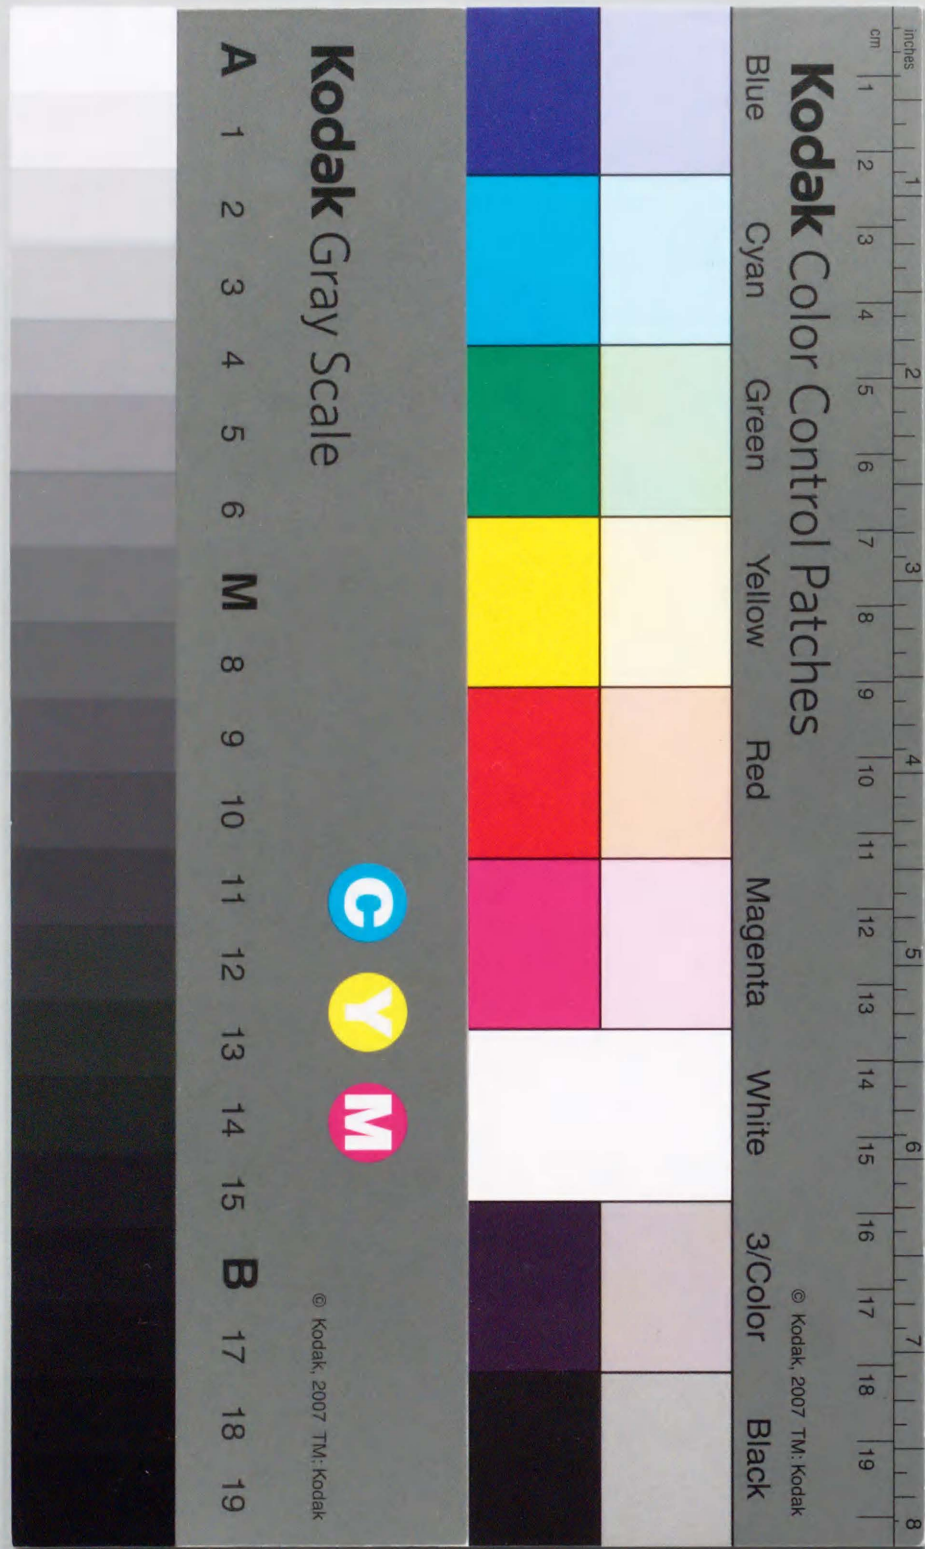 inches 1 2 3 4 5 6 7 8
cm 1 2 3 4 5 6 7 8 9 10 11 12 13 14 15 16 17 18 19
Kodak Color Control Patches
© Kodak, 2007 TM: Kodak
Blue Cyan Green Yellow Red Magenta White 3/Color Black
Kodak Gray Scale
C Y M
© Kodak, 2007 TM: Kodak
A 1 2 3 4 5 6 M 8 9 10 11 12 13 14 15 B 17 18 19